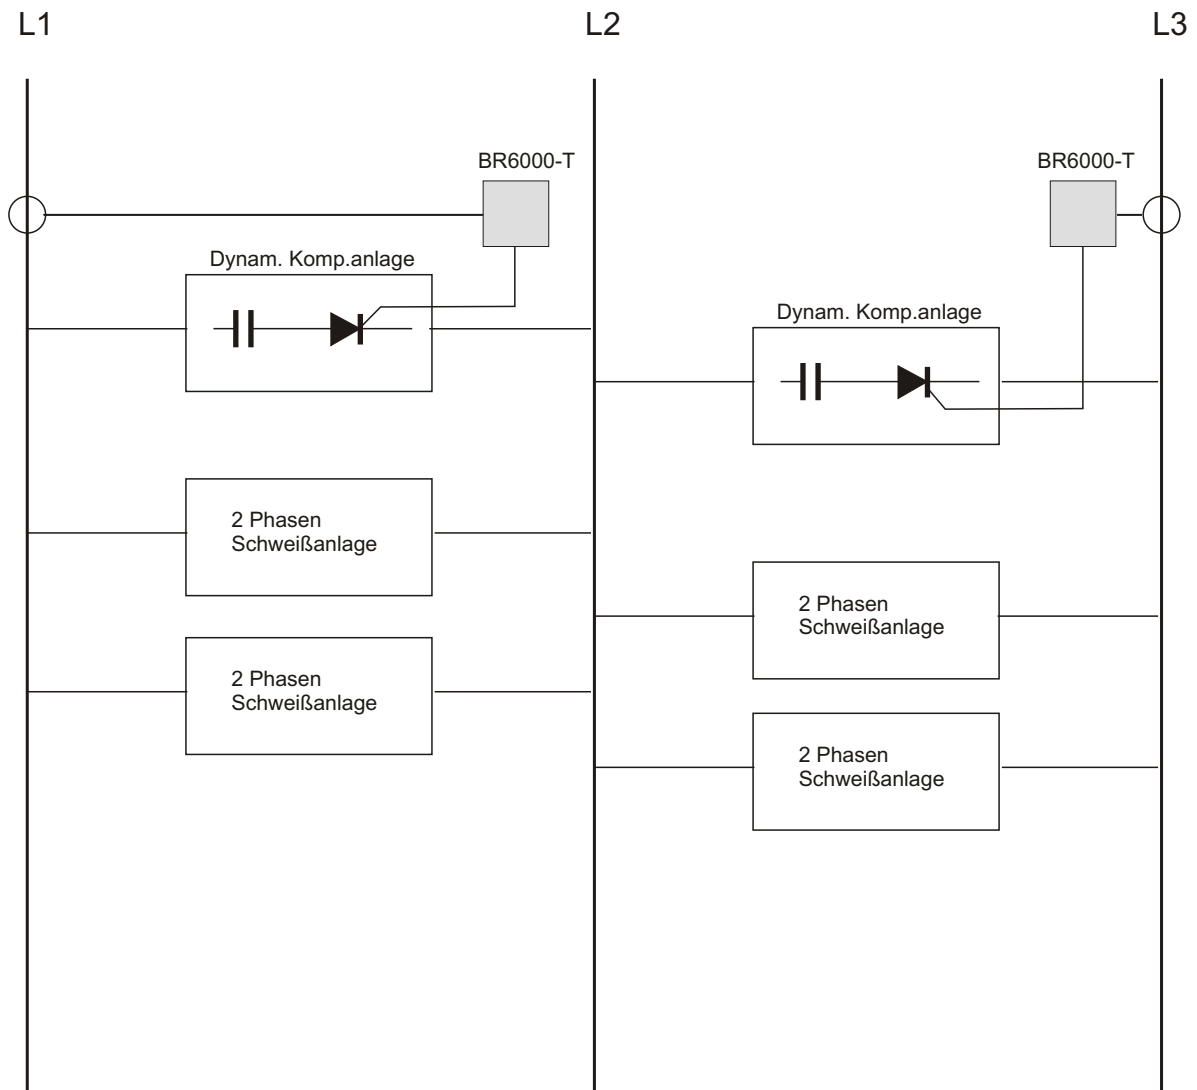 L1
L2
L3
BR6000-T
BR6000-T
Dynam. Komp.anlage
Dynam. Komp.anlage
2 Phasen
Schweißanlage
2 Phasen
Schweißanlage
2 Phasen
Schweißanlage
2 Phasen
Schweißanlage